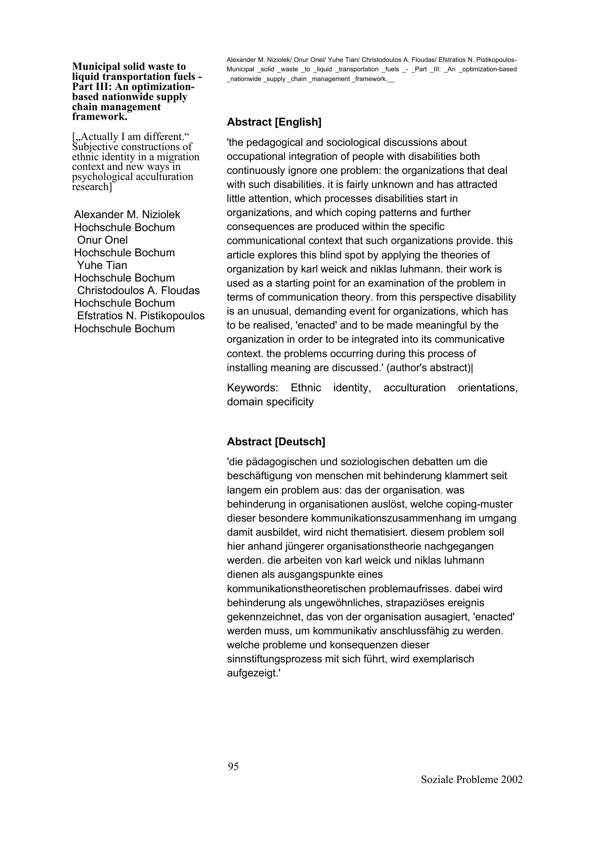 Municipal solid waste to
liquid transportation fuels -
Part III: An optimization-
based nationwide supply
chain management
framework.
[„Actually I am different.“
Subjective constructions of
ethnic identity in a migration
context and new ways in
psychological acculturation
research]
Alexander M. Niziolek
Hochschule Bochum
Onur Onel
Hochschule Bochum
Yuhe Tian
Hochschule Bochum
Christodoulos A. Floudas
Hochschule Bochum
Efstratios N. Pistikopoulos
Hochschule Bochum
Alexander M. Niziolek/ Onur Onel/ Yuhe Tian/ Christodoulos A. Floudas/ Efstratios N. Pistikopoulos-
Municipal _solid _waste _to _liquid _transportation _fuels _- _Part _III: _An _optimization-based
_nationwide _supply _chain _management _framework.__
Abstract [English]
'the pedagogical and sociological discussions about
occupational integration of people with disabilities both
continuously ignore one problem: the organizations that deal
with such disabilities. it is fairly unknown and has attracted
little attention, which processes disabilities start in
organizations, and which coping patterns and further
consequences are produced within the specific
communicational context that such organizations provide. this
article explores this blind spot by applying the theories of
organization by karl weick and niklas luhmann. their work is
used as a starting point for an examination of the problem in
terms of communication theory. from this perspective disability
is an unusual, demanding event for organizations, which has
to be realised, 'enacted' and to be made meaningful by the
organization in order to be integrated into its communicative
context. the problems occurring during this process of
installing meaning are discussed.' (author's abstract)|
Keywords: Ethnic identity, acculturation orientations,
domain specificity
Abstract [Deutsch]
'die pädagogischen und soziologischen debatten um die
beschäftigung von menschen mit behinderung klammert seit
langem ein problem aus: das der organisation. was
behinderung in organisationen auslöst, welche coping-muster
dieser besondere kommunikationszusammenhang im umgang
damit ausbildet, wird nicht thematisiert. diesem problem soll
hier anhand jüngerer organisationstheorie nachgegangen
werden. die arbeiten von karl weick und niklas luhmann
dienen als ausgangspunkte eines
kommunikationstheoretischen problemaufrisses. dabei wird
behinderung als ungewöhnliches, strapaziöses ereignis
gekennzeichnet, das von der organisation ausagiert, 'enacted'
werden muss, um kommunikativ anschlussfähig zu werden.
welche probleme und konsequenzen dieser
sinnstiftungsprozess mit sich führt, wird exemplarisch
aufgezeigt.'
95
Soziale Probleme 2002